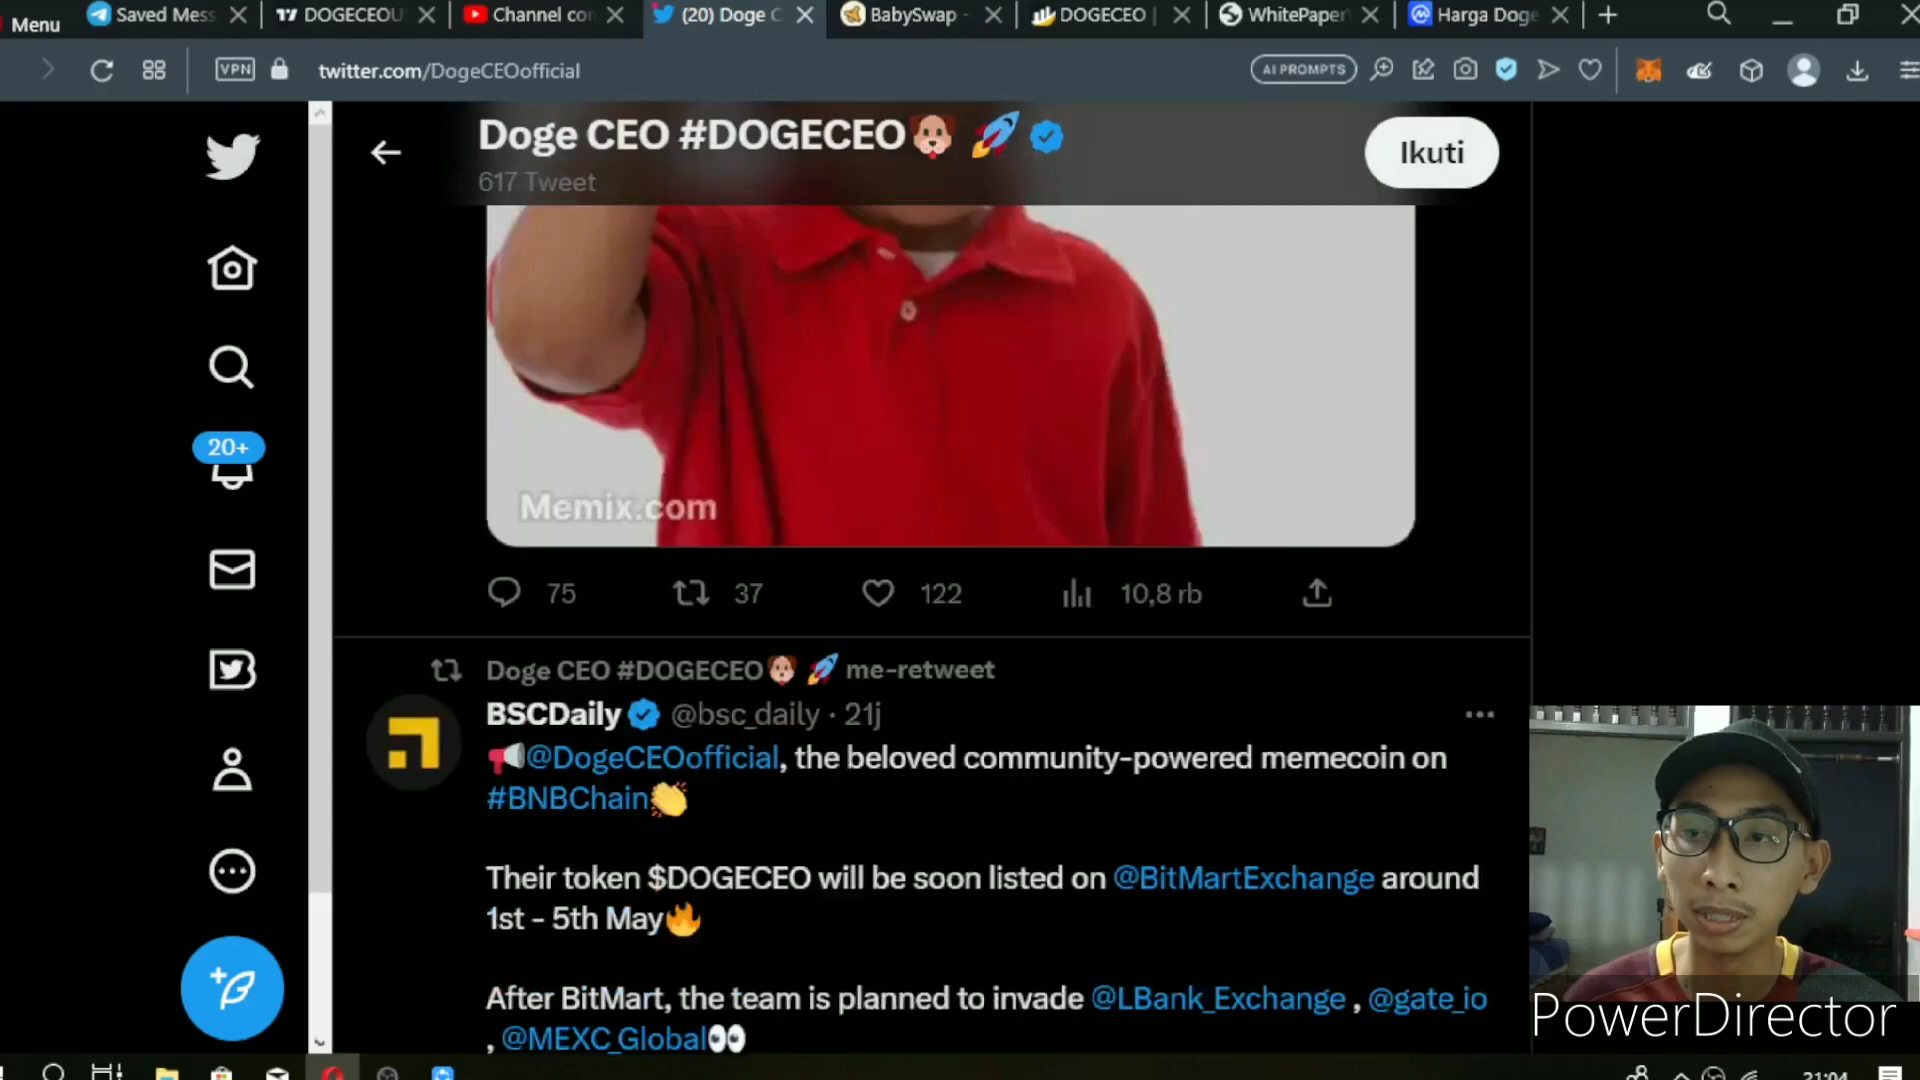 Menu
Saved Mess
DOGECEOU
Channel con
(20) Doge C
BabySwap -
DOGECEO |
WhitePaper
Harga Doge
VPN
twitter.com/DogeCEOofficial
AI PROMPTS
Doge CEO #DOGECEO
617 Tweet
Ikuti
Memix.com
20+
75
37
122
10,8 rb
Doge CEO #DOGECEO me-retweet
BSCDaily @bsc_daily · 21j
@DogeCEOofficial, the beloved community-powered memecoin on
#BNBChain
Their token $DOGECEO will be soon listed on @BitMartExchange around
1st - 5th May
After BitMart, the team is planned to invade @LBank_Exchange , @gate_io
, @MEXC_Global
PowerDirector
21:04